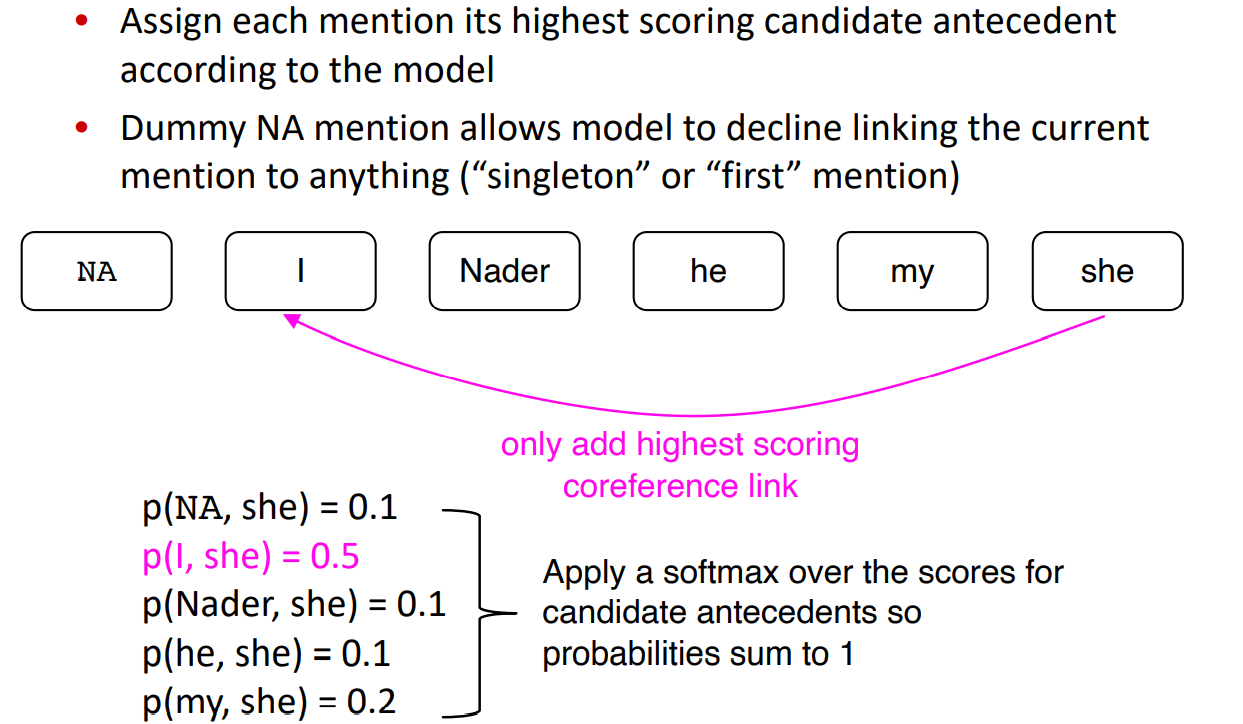 • Assign each mention its highest scoring candidate antecedent
according to the model
• Dummy NA mention allows model to decline linking the current
mention to anything (“singleton” or “first” mention)
NA I Nader he my she
only add highest scoring
coreference link
p(NA, she) = 0.1
p(I, she) = 0.5
p(Nader, she) = 0.1
p(he, she) = 0.1
p(my, she) = 0.2
Apply a softmax over the scores for
candidate antecedents so
probabilities sum to 1